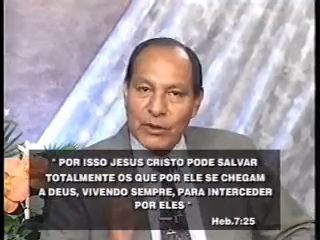 " POR ISSO JESUS CRISTO PODE SALVAR
TOTALMENTE OS QUE POR ELE SE CHEGAM
A DEUS, VIVENDO SEMPRE, PARA INTERCEDER
POR ELES "
Heb.7:25